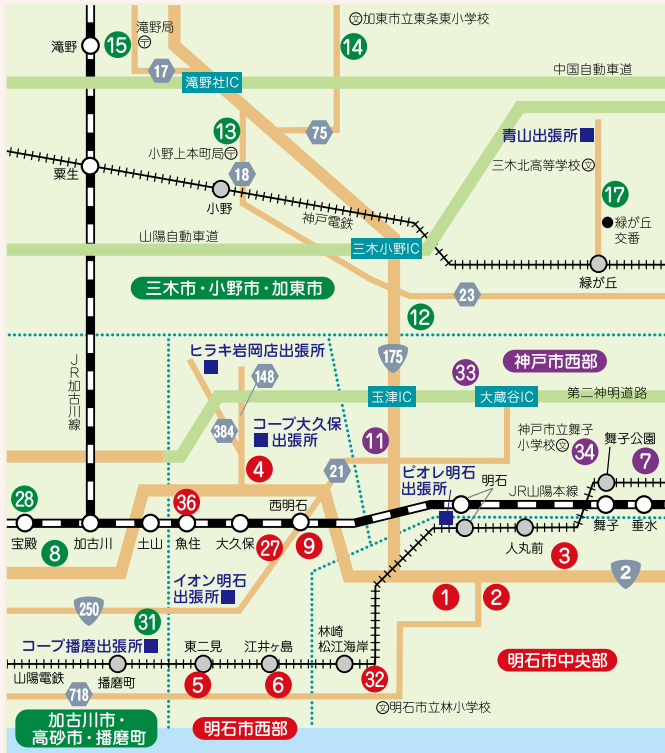 滝野局
〒
文加東市立東条東小学校
滝野
15
14
17
滝野社IC
中国自動車道
13
75
青山出張所
小野上本町局〒
三木北高等学校文
粟生
18
17
小野
神戸電鉄
緑が丘
交番
山陽自動車道
三木小野IC
緑が丘
三木市・小野市・加東市
23
12
ヒラキ岩岡店出張所
175
神戸市西部
JR加古川線
148
33
玉津IC
大蔵谷IC
第二神明道路
384
コープ大久保
出張所
11
神戸市立舞子
小学校文
34
舞子公園
7
4
21
ピオレ明石
出張所
明石
28
36
西明石
JR山陽本線
宝殿
加古川
土山
魚住
大久保
舞子
垂水
8
27
9
人丸前
3
イオン明石
出張所
2
1
2
250
31
コープ播磨出張所
東二見
江井ヶ島
林崎
松江海岸
明石市中央部
山陽電鉄
播磨町
5
6
32
718
文明石市立林小学校
加古川市・
高砂市・播磨町
明石市西部